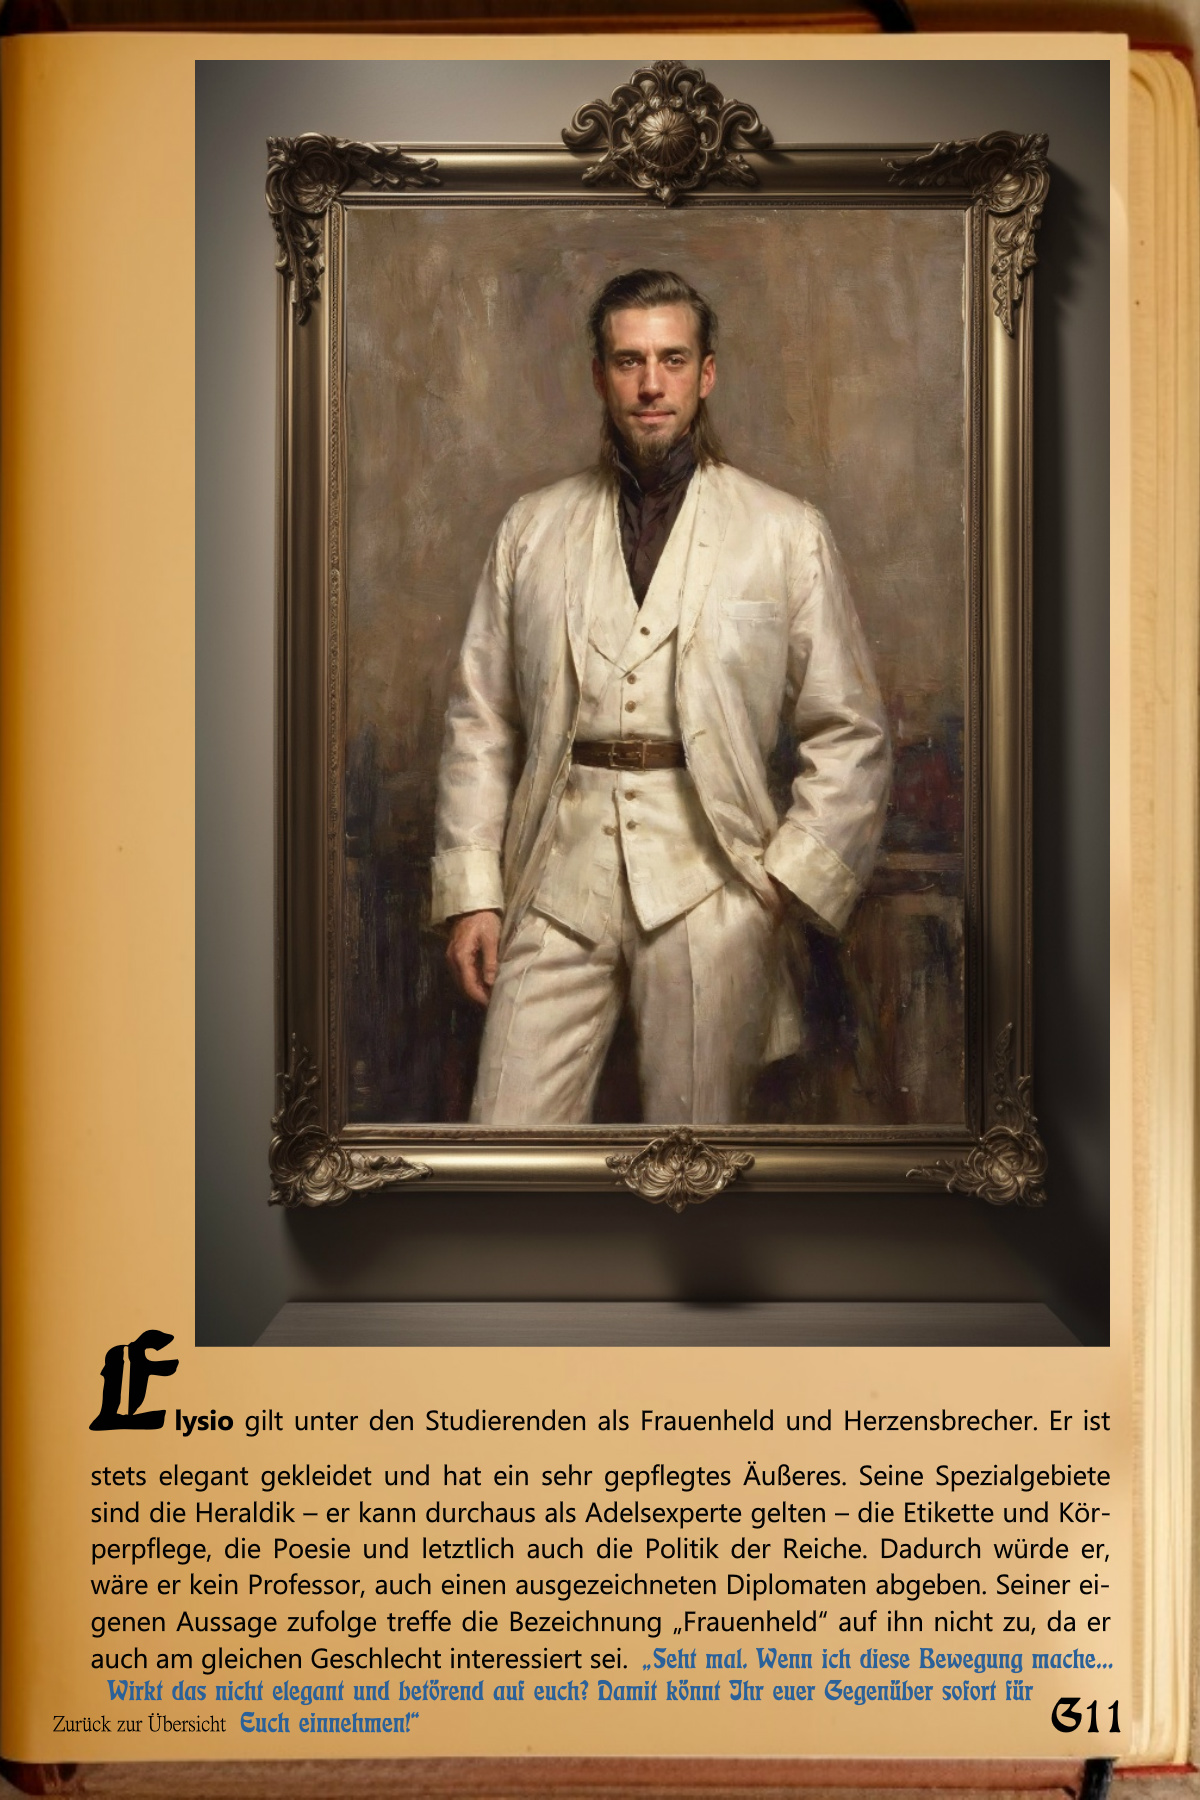 Elysio gilt unter den Studierenden als Frauenheld und Herzensbrecher. Er ist
stets elegant gekleidet und hat ein sehr gepflegtes Äußeres. Seine Spezialgebiete
sind die Heraldik – er kann durchaus als Adelsexperte gelten – die Etikette und Kör-
perpflege, die Poesie und letztlich auch die Politik der Reiche. Dadurch würde er,
wäre er kein Professor, auch einen ausgezeichneten Diplomaten abgeben. Seiner ei-
genen Aussage zufolge treffe die Bezeichnung „Frauenheld“ auf ihn nicht zu, da er
auch am gleichen Geschlecht interessiert sei. „Seht mal. Wenn ich diese Bewegung mache...
Wirkt das nicht elegant und betörend auf euch? Damit könnt Ihr euer Gegenüber sofort für
Zurück zur Übersicht Euch einnehmen!“
G11